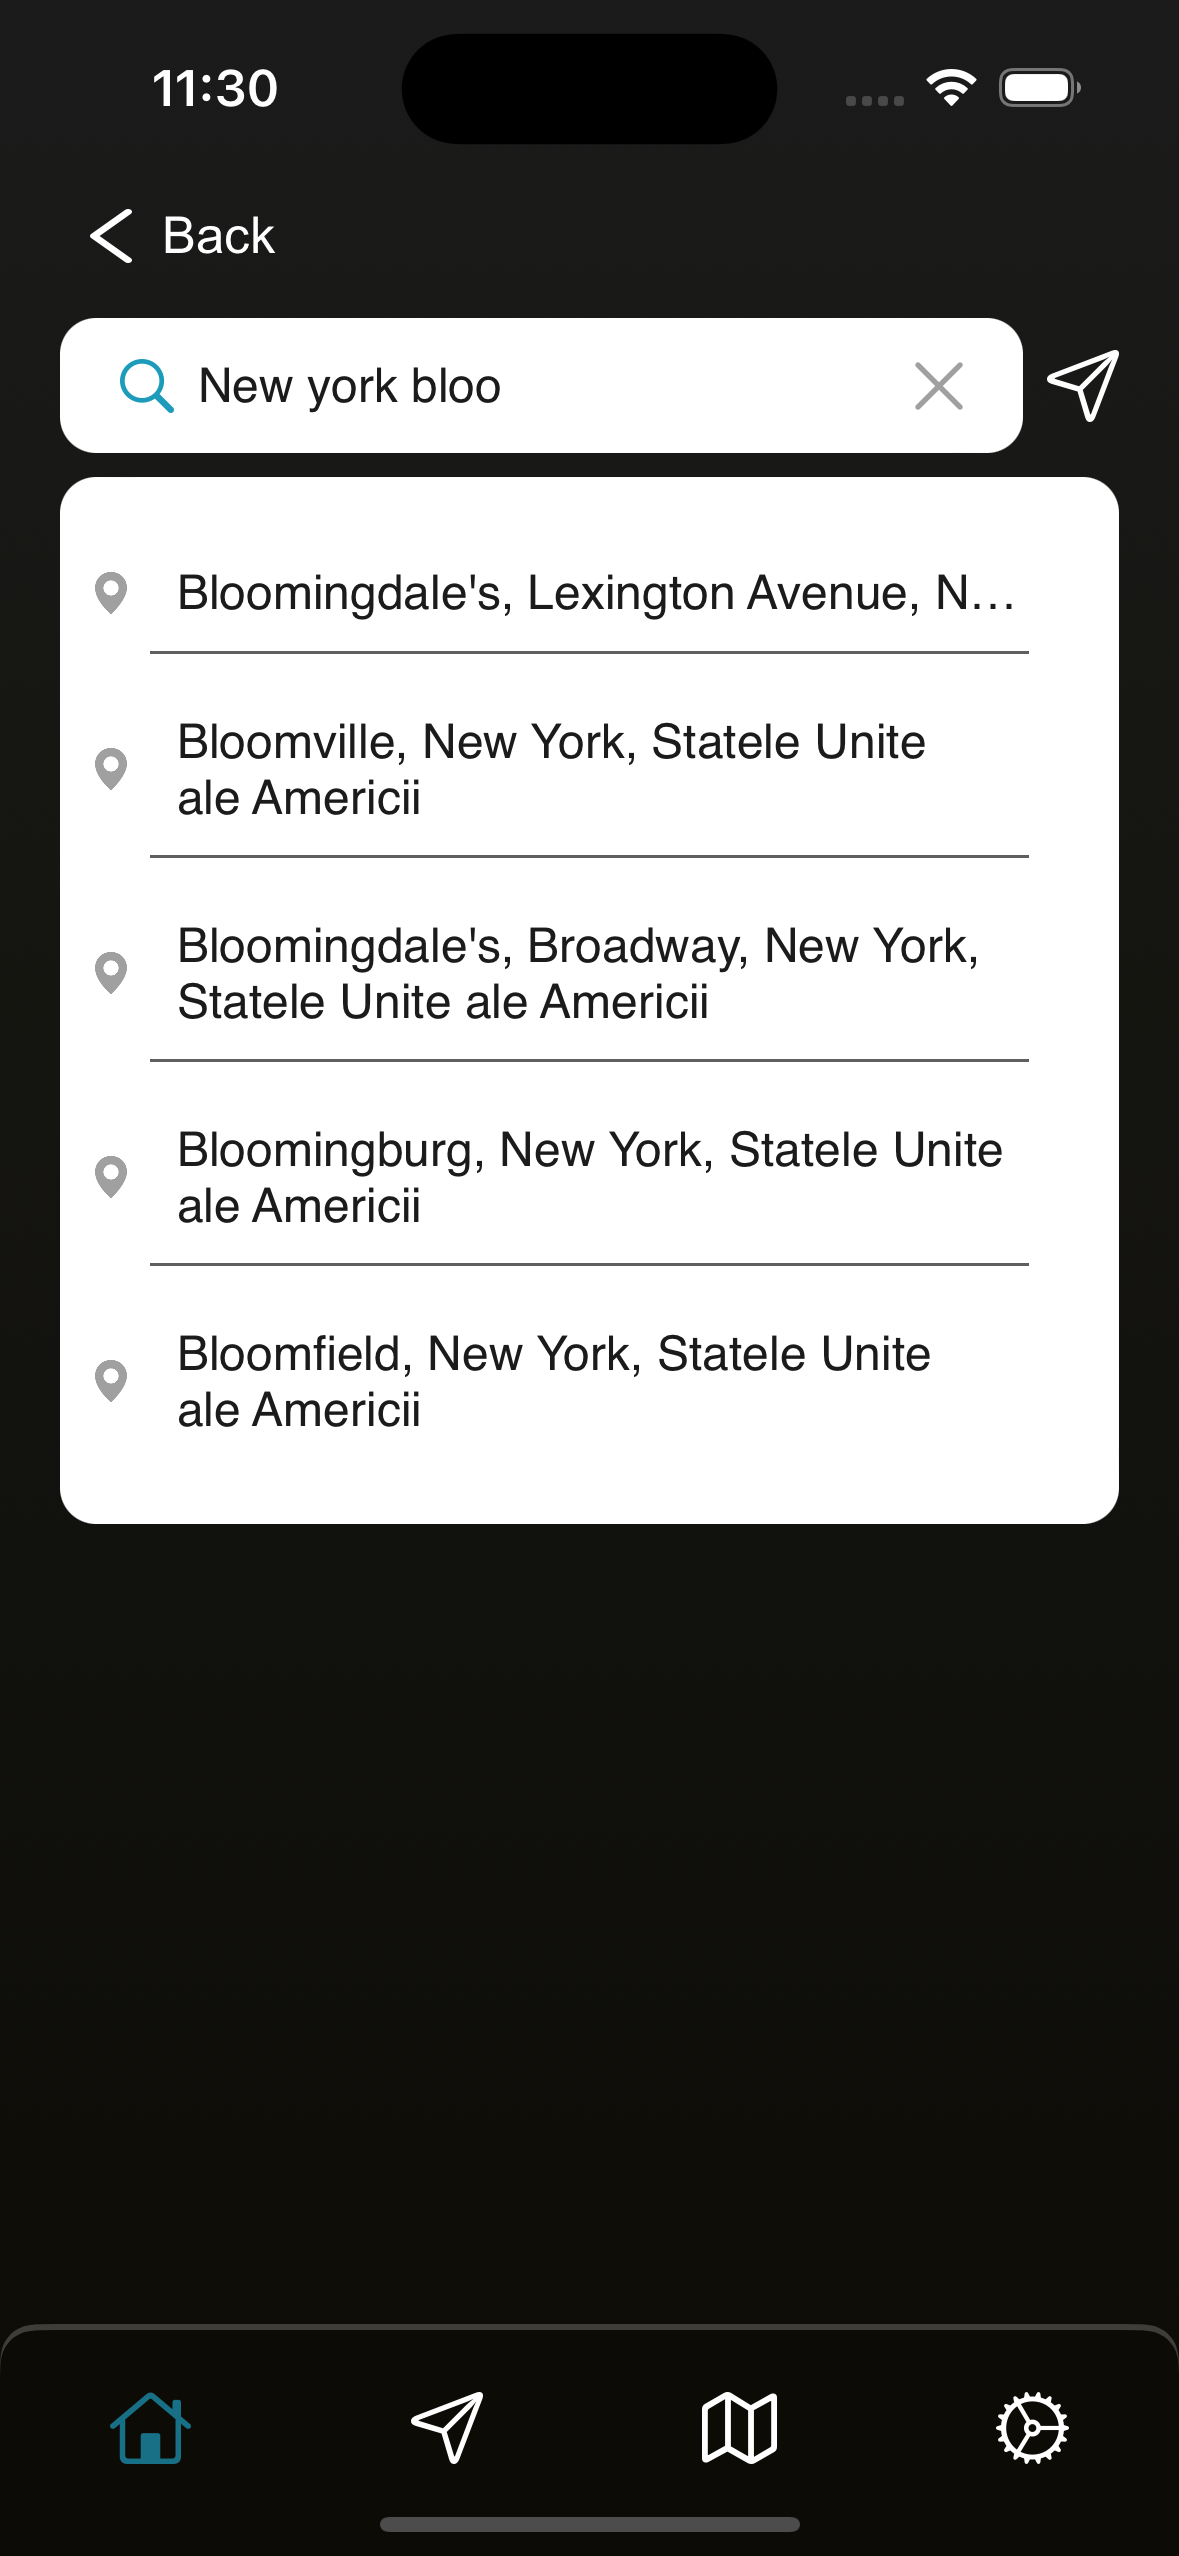 11:30
Back
New york bloo
Bloomingdale's, Lexington Avenue, N...
Bloomville, New York, Statele Unite
ale Americii
Bloomingdale's, Broadway, New York,
Statele Unite ale Americii
Bloomingburg, New York, Statele Unite
ale Americii
Bloomfield, New York, Statele Unite
ale Americii